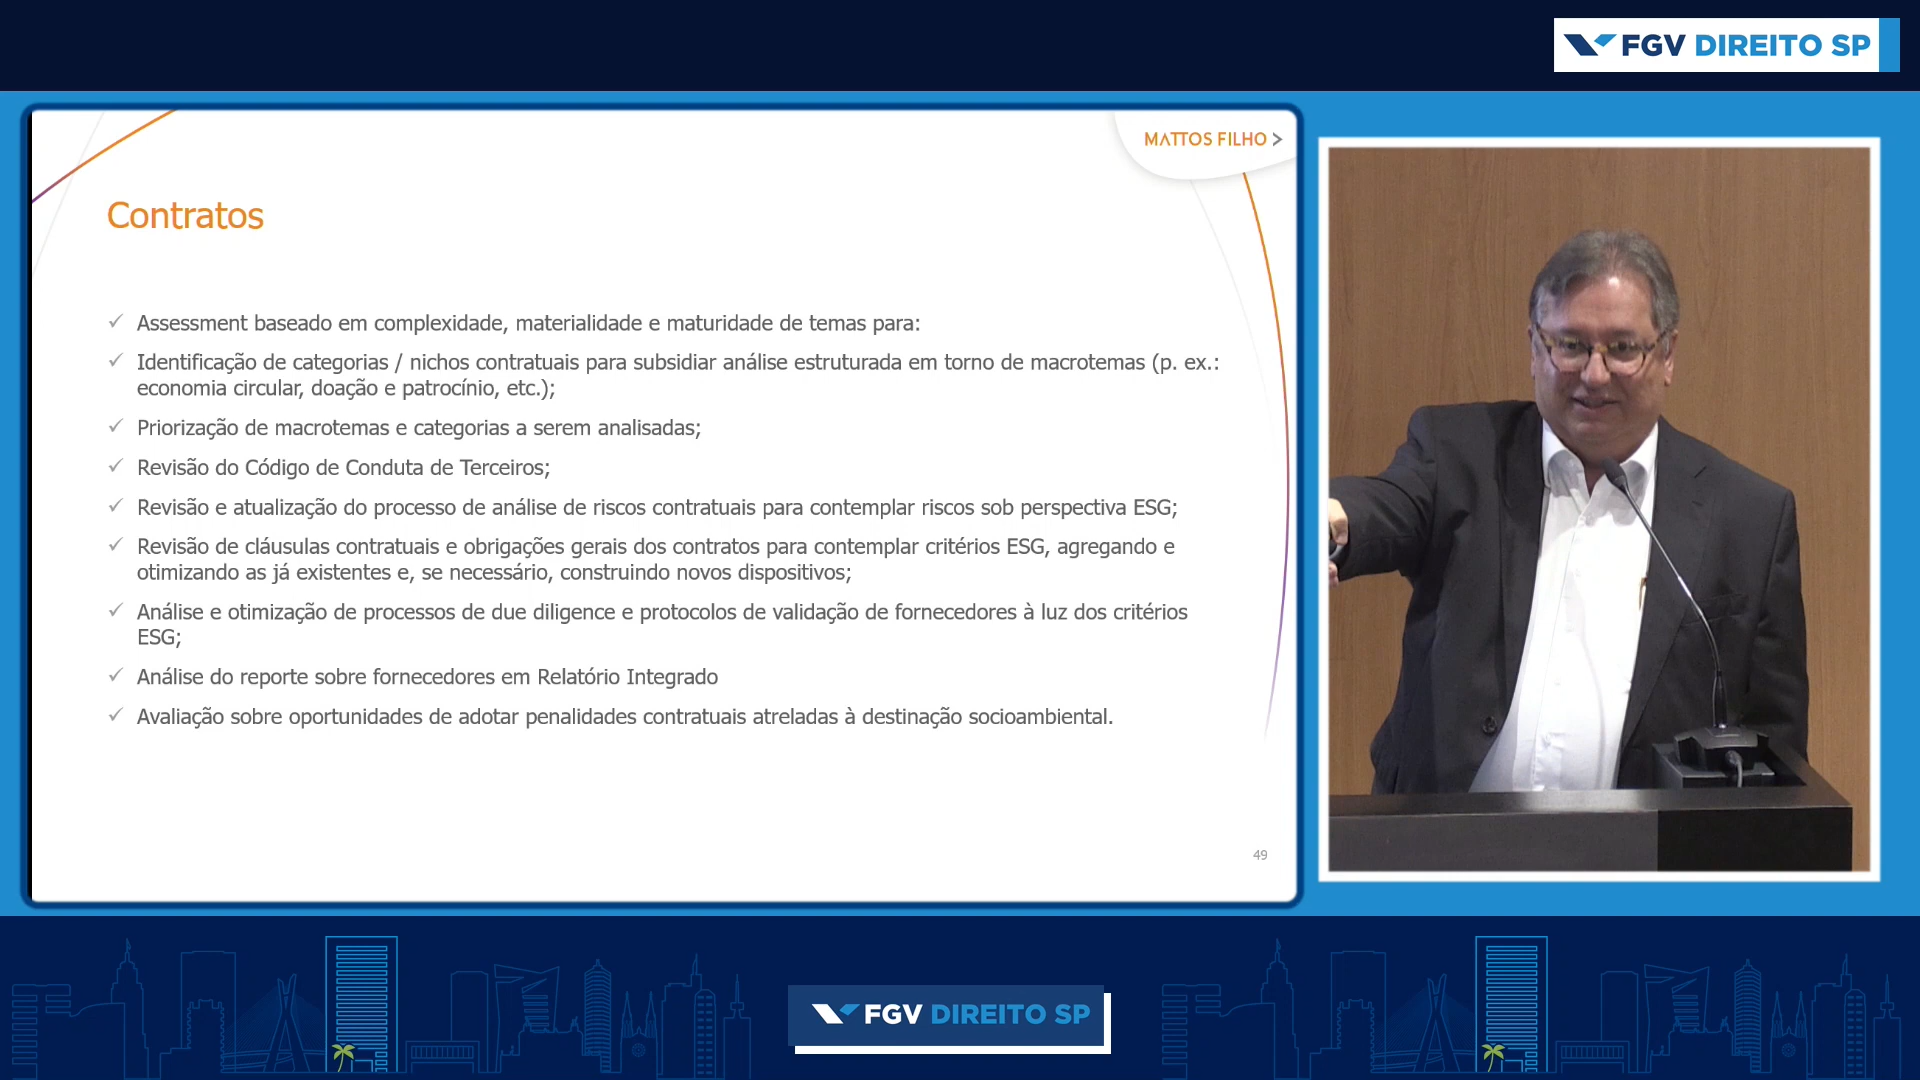 FGV DIREITO SP
MATTOS FILHO >
Contratos
✓ Assessment baseado em complexidade, materialidade e maturidade de temas para:
✓ Identificação de categorias / nichos contratuais para subsidiar análise estruturada em torno de macrotemas (p. ex.:
economia circular, doação e patrocínio, etc.);
✓ Priorização de macrotemas e categorias a serem analisadas;
✓ Revisão do Código de Conduta de Terceiros;
✓ Revisão e atualização do processo de análise de riscos contratuais para contemplar riscos sob perspectiva ESG;
✓ Revisão de cláusulas contratuais e obrigações gerais dos contratos para contemplar critérios ESG, agregando e
otimizando as já existentes e, se necessário, construindo novos dispositivos;
✓ Análise e otimização de processos de due diligence e protocolos de validação de fornecedores à luz dos critérios
ESG;
✓ Análise do reporte sobre fornecedores em Relatório Integrado
✓ Avaliação sobre oportunidades de adotar penalidades contratuais atreladas à destinação socioambiental.
49
FGV DIREITO SP